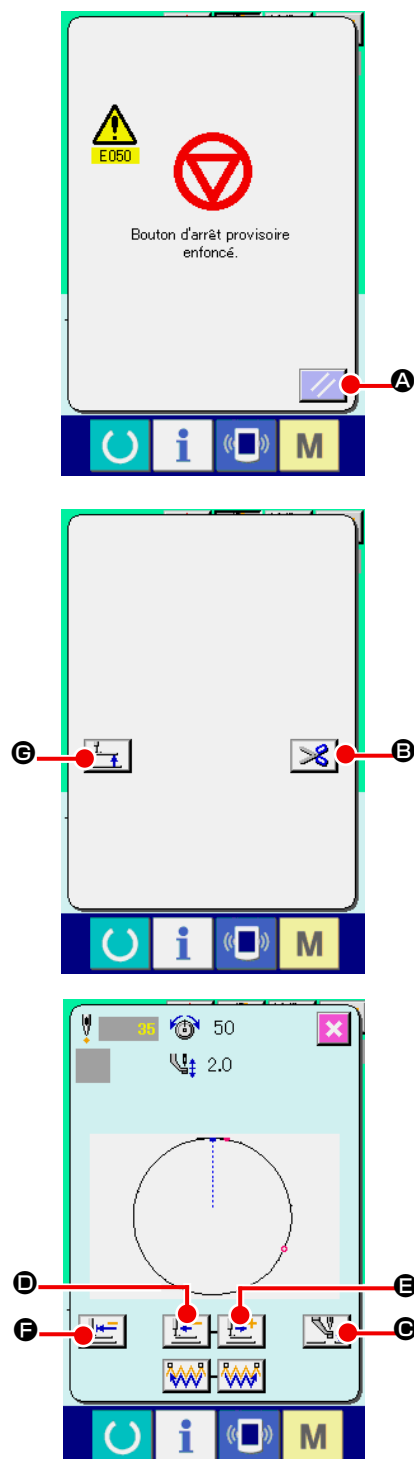 E050
Bouton d'arrêt provisoire
enfoncé.
A
i M
G B
i M
35 50
2.0
D E
F C
i M